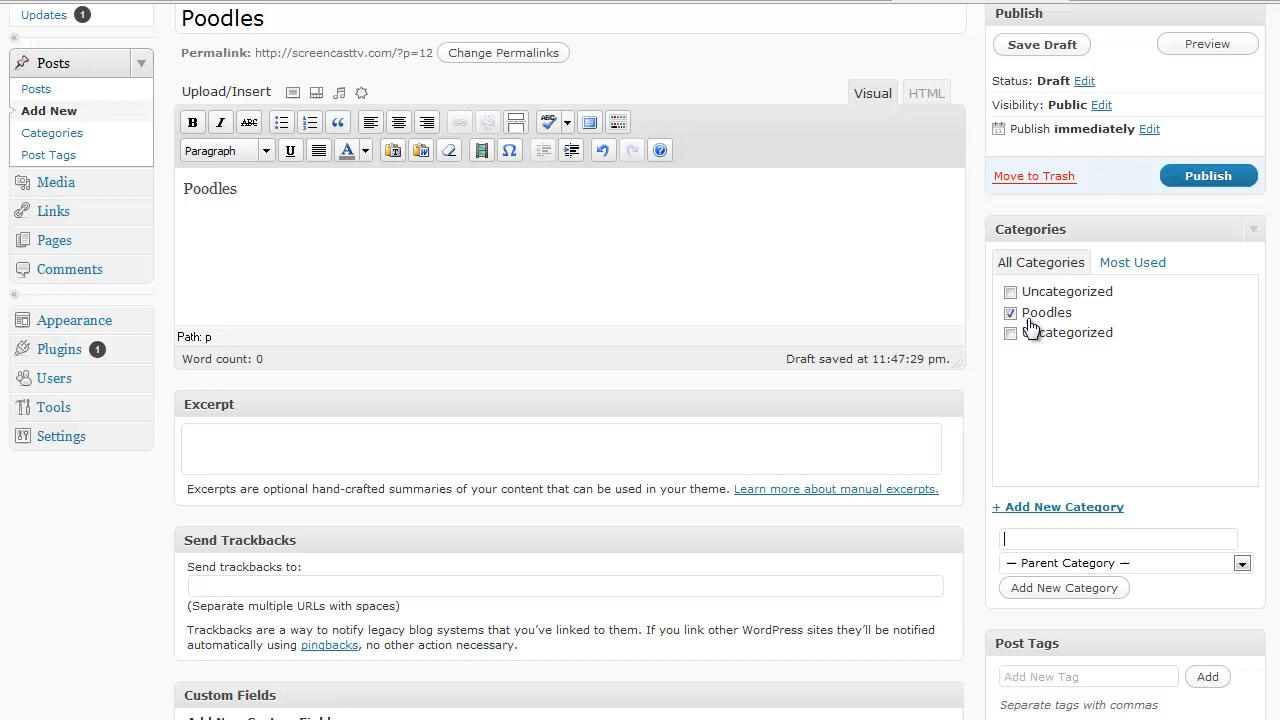 Updates 1
Posts
Posts
Add New
Categories
Post Tags
Media
Links
Pages
Comments
Appearance
Plugins 1
Users
Tools
Settings
Poodles
Permalink: http://screencasttv.com/?p=12 Change Permalinks
Upload/Insert
Visual HTML
B I ABC ABC
Paragraph U A
Poodles
Path: p
Word count: 0 Draft saved at 11:47:29 pm.
Excerpt
Excerpts are optional hand-crafted summaries of your content that can be used in your theme. Learn more about manual excerpts.
Send Trackbacks
Send trackbacks to:
(Separate multiple URLs with spaces)
Trackbacks are a way to notify legacy blog systems that you've linked to them. If you link other WordPress sites they'll be notified
automatically using pingbacks, no other action necessary.
Custom Fields
Publish
Save Draft Preview
Status: Draft Edit
Visibility: Public Edit
Publish immediately Edit
Move to Trash Publish
Categories
All Categories Most Used
Uncategorized
Poodles
Uncategorized
+ Add New Category
— Parent Category —
Add New Category
Post Tags
Add New Tag Add
Separate tags with commas